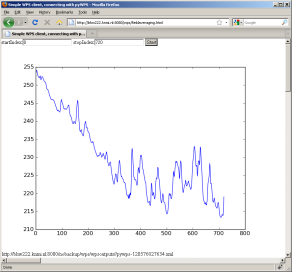 Simple WPS client, connecting with pyWPS - Mozilla Firefox
File Edit View History Bookmarks Tools Help
Google
Simple WPS client, connecting with p...
startindex: 0 stopindex: 720 Start
255
250
245
240
235
230
225
220
215
210
0 100 200 300 400 500 600 700 800
Done